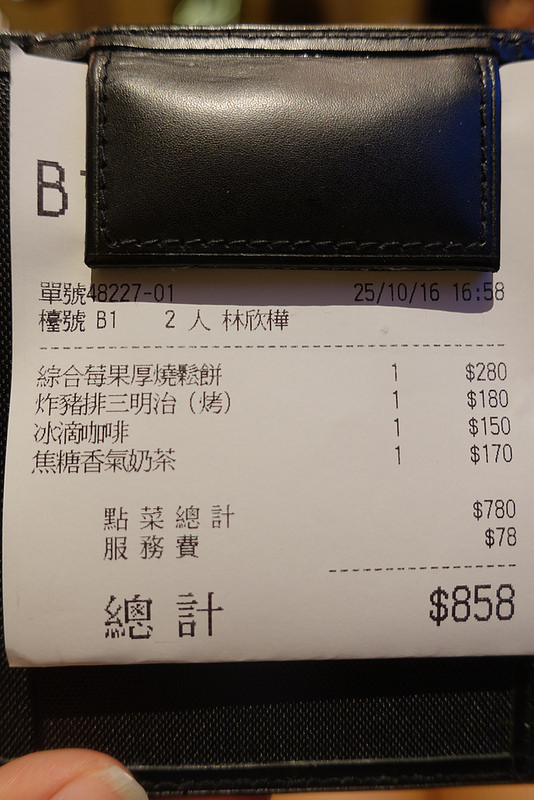 B1
單號48227-01 25/10/16 16:58
檯號 B1 2 人 林欣樺
綜合莓果厚燒鬆餅 1 $280
炸豬排三明治（烤） 1 $180
冰滴咖啡 1 $150
焦糖香氣奶茶 1 $170
點菜總計 $780
服務費 $78
總計 $858